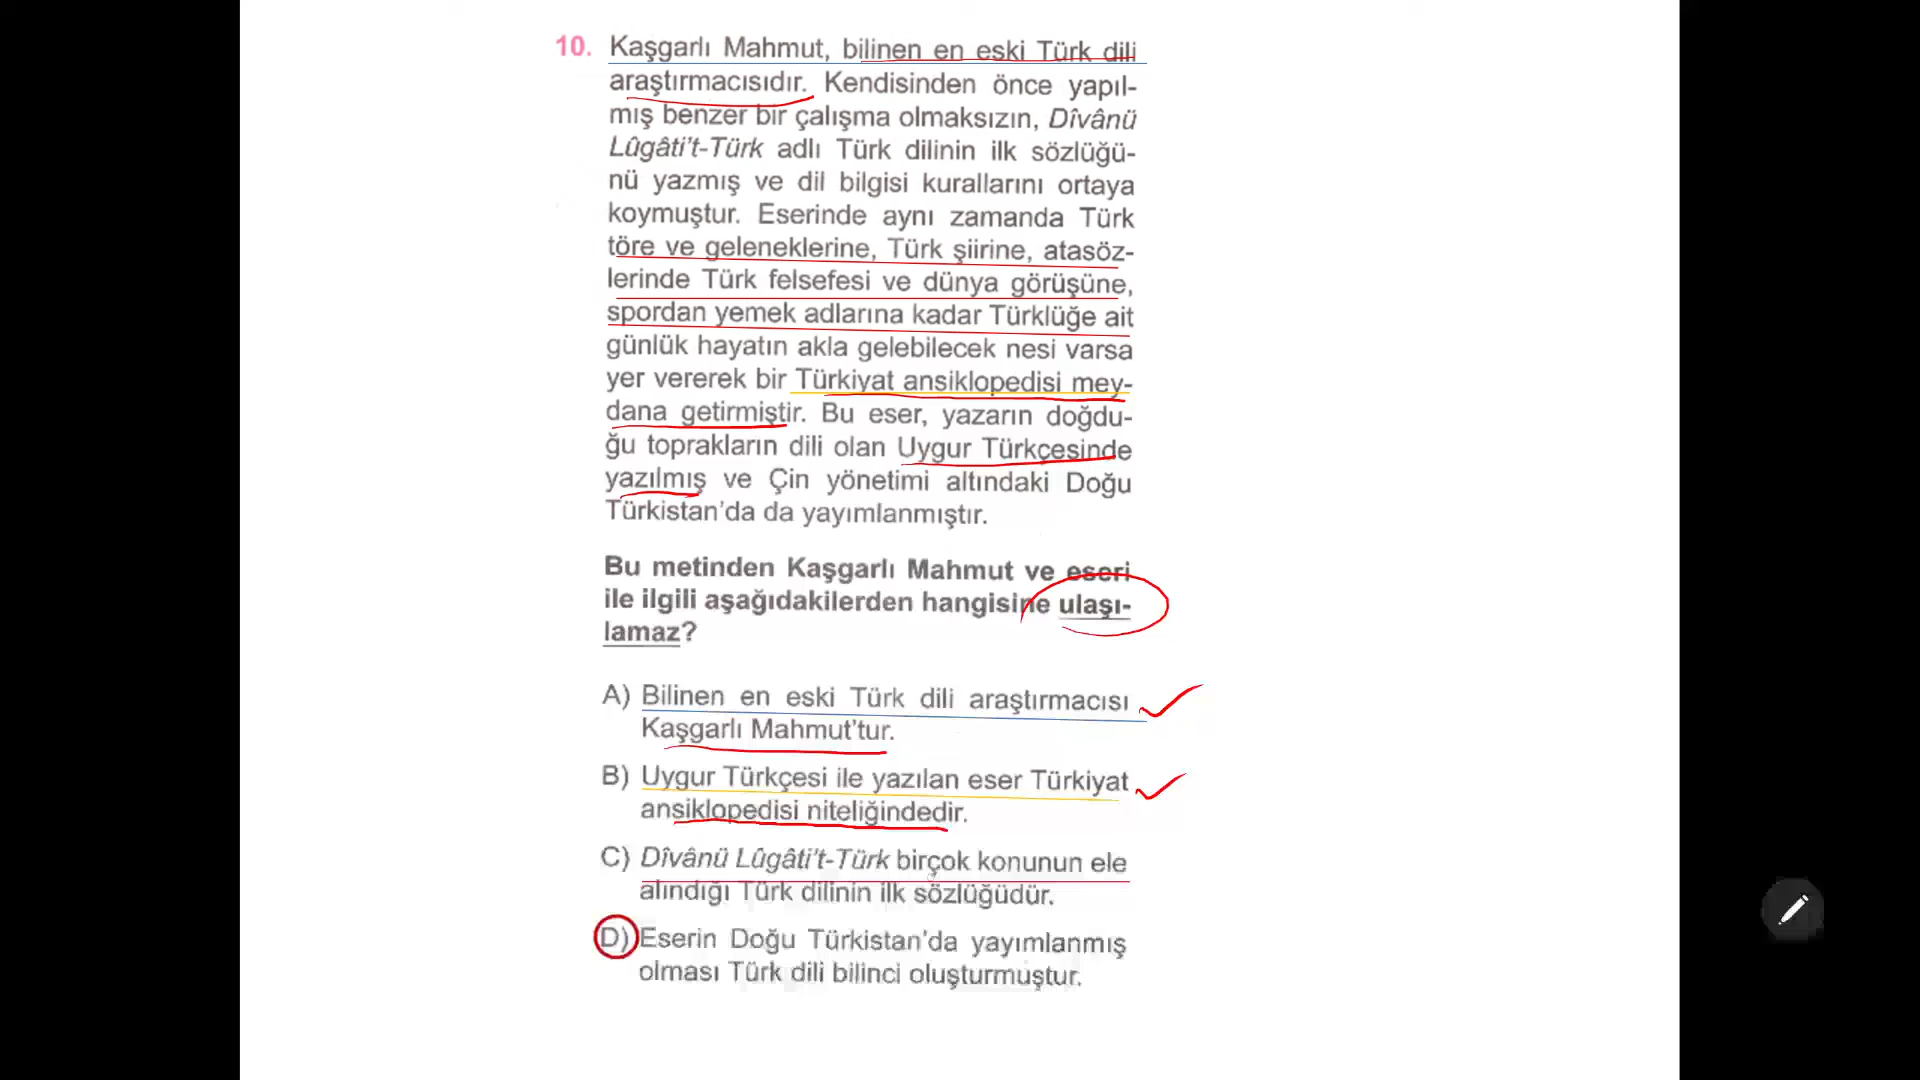 10. Kaşgarlı Mahmut, bilinen en eski Türk dili
araştırmacısıdır. Kendisinden önce yapıl-
mış benzer bir çalışma olmaksızın, Dîvânü
Lûgâti't-Türk adlı Türk dilinin ilk sözlüğü-
nü yazmış ve dil bilgisi kurallarını ortaya
koymuştur. Eserinde aynı zamanda Türk
töre ve geleneklerine, Türk şiirine, atasöz-
lerinde Türk felsefesi ve dünya görüşüne,
spordan yemek adlarına kadar Türklüğe ait
günlük hayatın akla gelebilecek nesi varsa
yer vererek bir Türkiyat ansiklopedisi mey-
dana getirmiştir. Bu eser, yazarın doğdu-
ğu toprakların dili olan Uygur Türkçesinde
yazılmış ve Çin yönetimi altındaki Doğu
Türkistan'da da yayımlanmıştır.
Bu metinden Kaşgarlı Mahmut ve eseri
ile ilgili aşağıdakilerden hangisine ulaşı-
lamaz?
A) Bilinen en eski Türk dili araştırmacısı
Kaşgarlı Mahmut'tur.
B) Uygur Türkçesi ile yazılan eser Türkiyat
ansiklopedisi niteliğindedir.
C) Dîvânü Lûgâti't-Türk birçok konunun ele
alındığı Türk dilinin ilk sözlüğüdür.
D) Eserin Doğu Türkistan'da yayımlanmış
olması Türk dili bilinci oluşturmuştur.